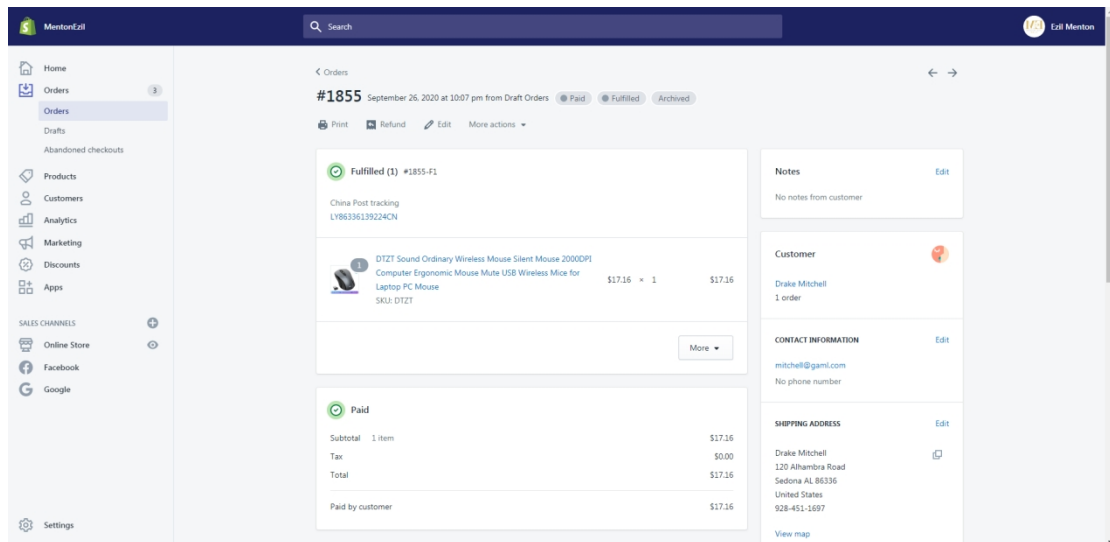 MentonEzil
Search
Ezil Menton
Home
Orders 3
Orders
Drafts
Abandoned checkouts
Products
Customers
Analytics
Marketing
Discounts
Apps
SALES CHANNELS
Online Store
Facebook
Google
Settings
Orders
#1855 September 26, 2020 at 10:07 pm from Draft Orders Paid Fulfilled Archived
Print Refund Edit More actions
Fulfilled (1) #1855-F1
China Post tracking
LY86336139224CN
1
DTZT Sound Ordinary Wireless Mouse Silent Mouse 2000DPI
Computer Ergonomic Mouse Mute USB Wireless Mice for
Laptop PC Mouse
SKU: DTZT
$17.16 × 1 $17.16
More
Paid
Subtotal 1 item $17.16
Tax $0.00
Total $17.16
Paid by customer $17.16
Notes Edit
No notes from customer
Customer
Drake Mitchell
1 order
CONTACT INFORMATION Edit
mitchell@gaml.com
No phone number
SHIPPING ADDRESS Edit
Drake Mitchell
120 Alhambra Road
Sedona AL 86336
United States
928-451-1697
View map